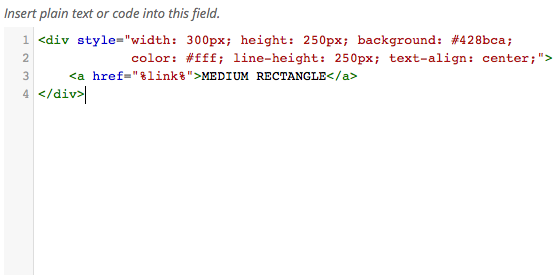 Insert plain text or code into this field.
1 <div style="width: 300px; height: 250px; background: #428bca;
2             color: #fff; line-height: 250px; text-align: center;">
3     <a href="%link%">MEDIUM RECTANGLE</a>
4 </div>